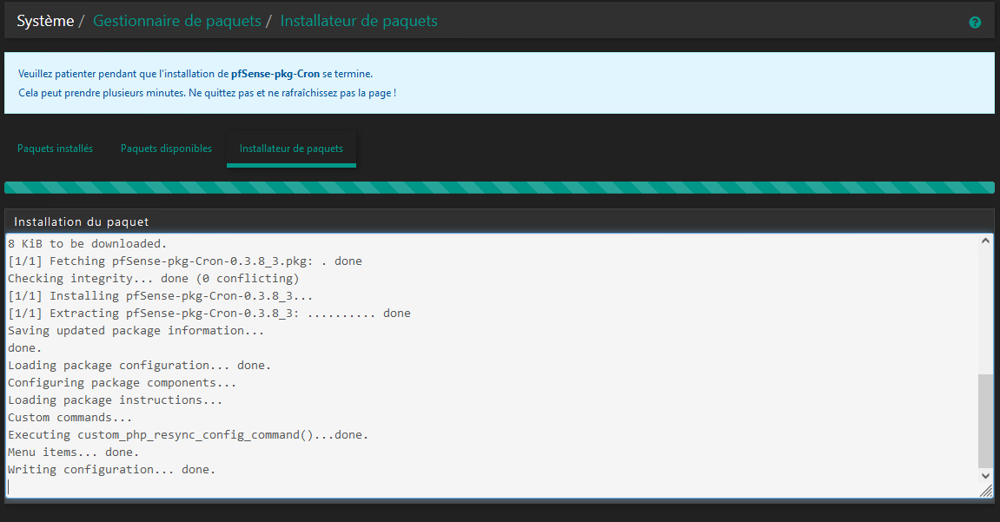 Système / Gestionnaire de paquets / Installateur de paquets
?
Veuillez patienter pendant que l'installation de pfSense-pkg-Cron se termine.
Cela peut prendre plusieurs minutes. Ne quittez pas et ne rafraîchissez pas la page !
Paquets installés Paquets disponibles Installateur de paquets
Installation du paquet
8 KiB to be downloaded.
[1/1] Fetching pfSense-pkg-Cron-0.3.8_3.pkg: . done
Checking integrity... done (0 conflicting)
[1/1] Installing pfSense-pkg-Cron-0.3.8_3...
[1/1] Extracting pfSense-pkg-Cron-0.3.8_3: .......... done
Saving updated package information...
done.
Loading package configuration... done.
Configuring package components...
Loading package instructions...
Custom commands...
Executing custom_php_resync_config_command()...done.
Menu items... done.
Writing configuration... done.